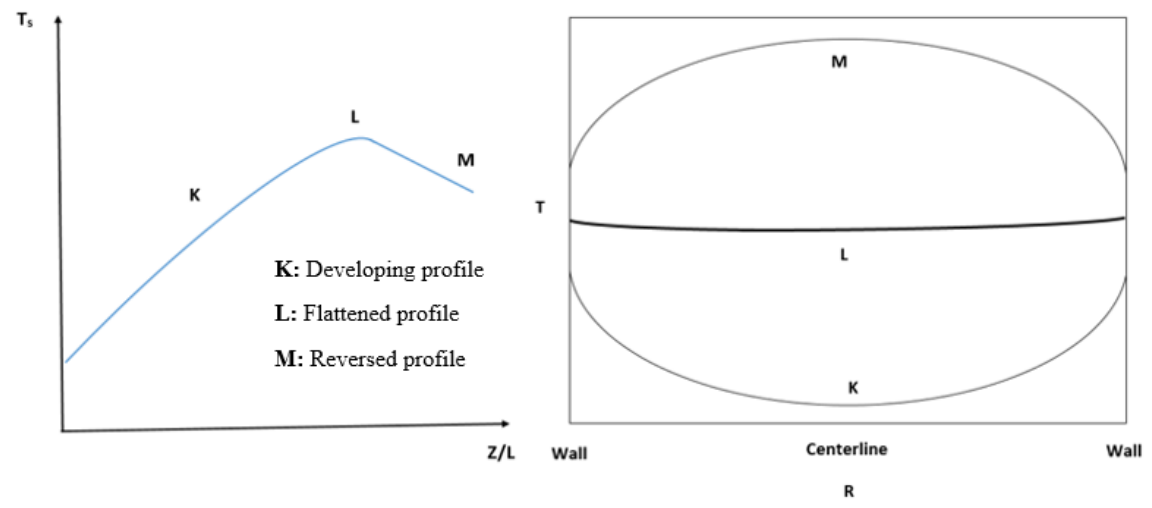 Ts
L
M
K
K: Developing profile
L: Flattened profile
M: Reversed profile
Z/L
M
T
L
K
Wall
Centerline
Wall
R